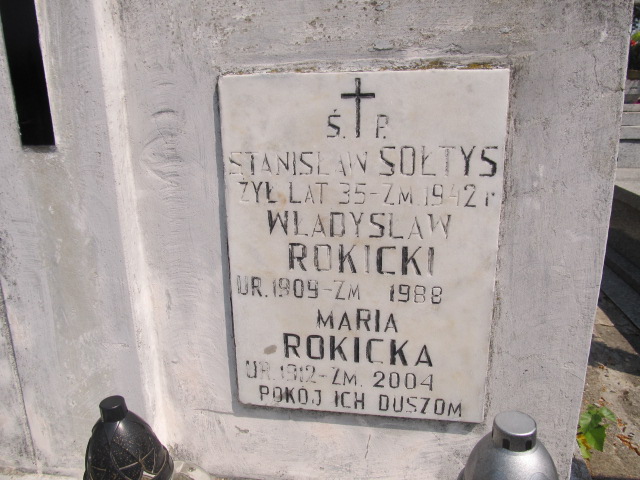 Ś. P.
STANISŁAW SOŁTYS
ŻYŁ LAT 35-ZM. 1942 r
WŁADYSŁAW
ROKICKI
UR. 1909-ZM 1988
MARIA
ROKICKA
UR. 1912-ZM. 2004
POKÓJ ICH DUSZOM